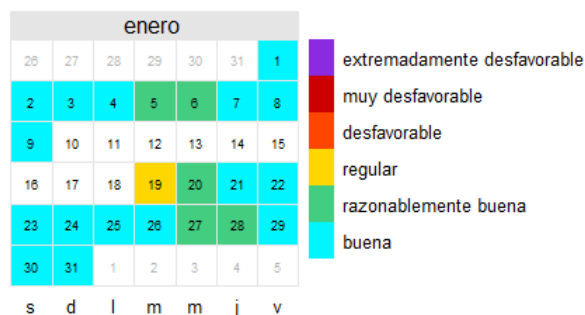 enero
26 27 28 29 30 31 1
2 3 4 5 6 7 8
9 10 11 12 13 14 15
16 17 18 19 20 21 22
23 24 25 26 27 28 29
30 31 1 2 3 4 5
s d l m m j v
extremadamente desfavorable
muy desfavorable
desfavorable
regular
razonablemente buena
buena